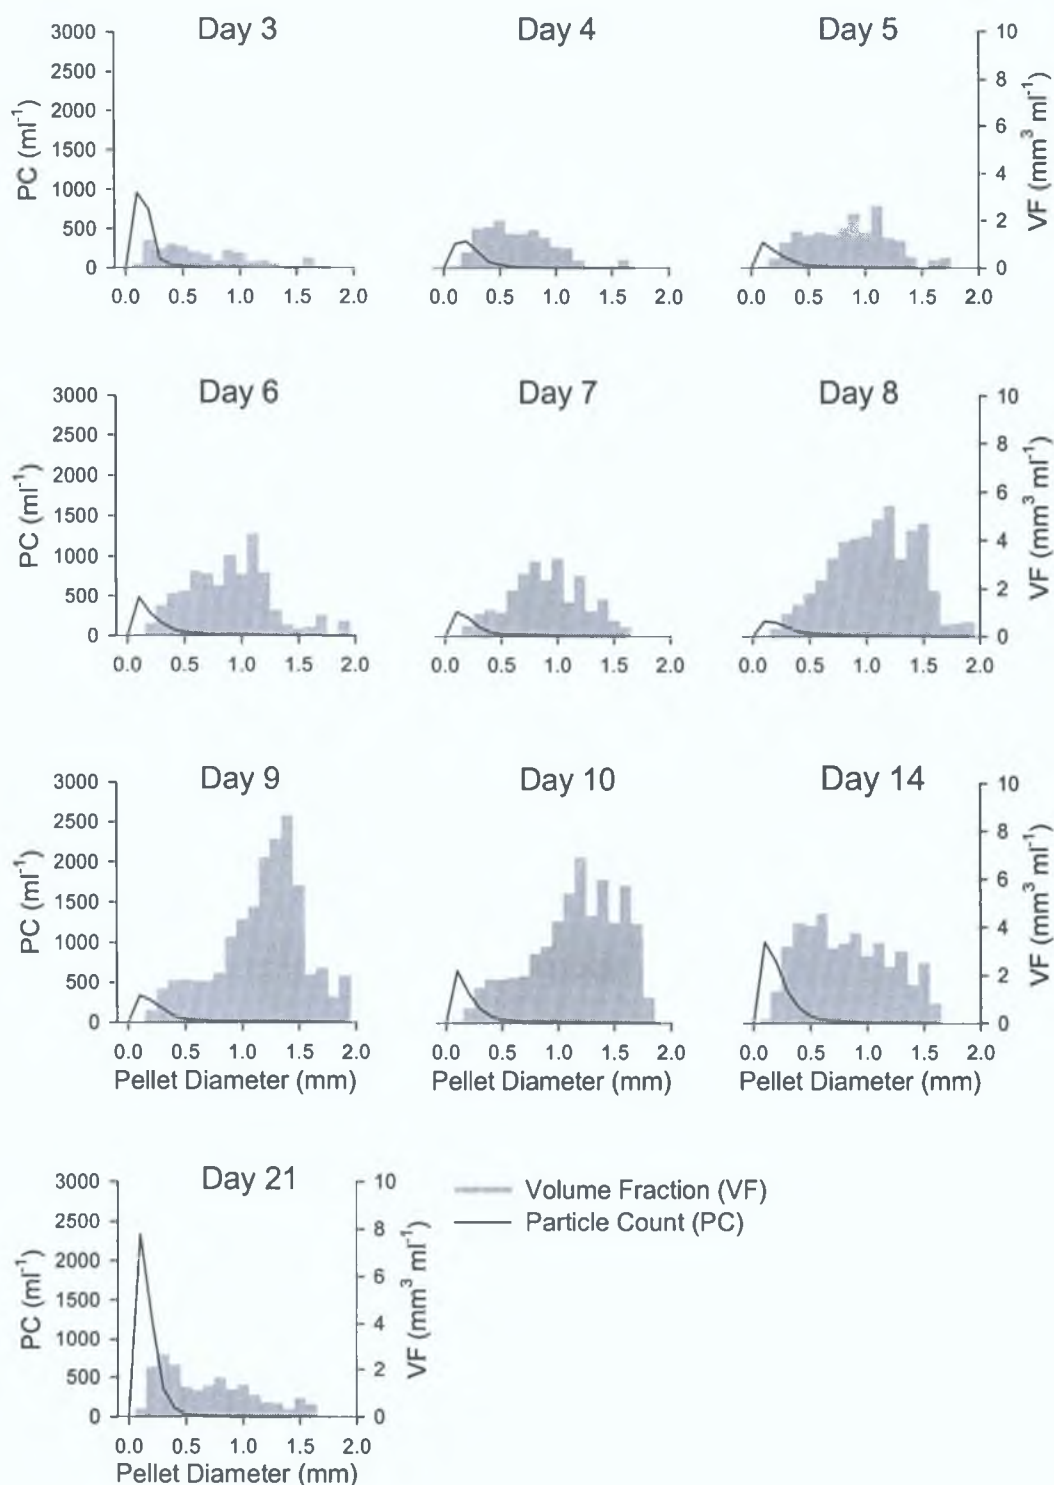 Day 3 Day 4 Day 5
3000
2500
2000
1500
1000
500
0
PC (ml⁻¹)
0.0 0.5 1.0 1.5 2.0
0.0 0.5 1.0 1.5 2.0
0.0 0.5 1.0 1.5 2.0
10
8
6
4
2
0
VF (mm³ ml⁻¹)
Day 6 Day 7 Day 8
3000
2500
2000
1500
1000
500
0
PC (ml⁻¹)
0.0 0.5 1.0 1.5 2.0
0.0 0.5 1.0 1.5 2.0
0.0 0.5 1.0 1.5 2.0
10
8
6
4
2
0
VF (mm³ ml⁻¹)
Day 9 Day 10 Day 14
3000
2500
2000
1500
1000
500
0
PC (ml⁻¹)
0.0 0.5 1.0 1.5 2.0
0.0 0.5 1.0 1.5 2.0
0.0 0.5 1.0 1.5 2.0
Pellet Diameter (mm) Pellet Diameter (mm) Pellet Diameter (mm)
10
8
6
4
2
0
VF (mm³ ml⁻¹)
Day 21
3000
2500
2000
1500
1000
500
0
PC (ml⁻¹)
0.0 0.5 1.0 1.5 2.0
Pellet Diameter (mm)
10
8
6
4
2
0
VF (mm³ ml⁻¹)
Volume Fraction (VF)
Particle Count (PC)